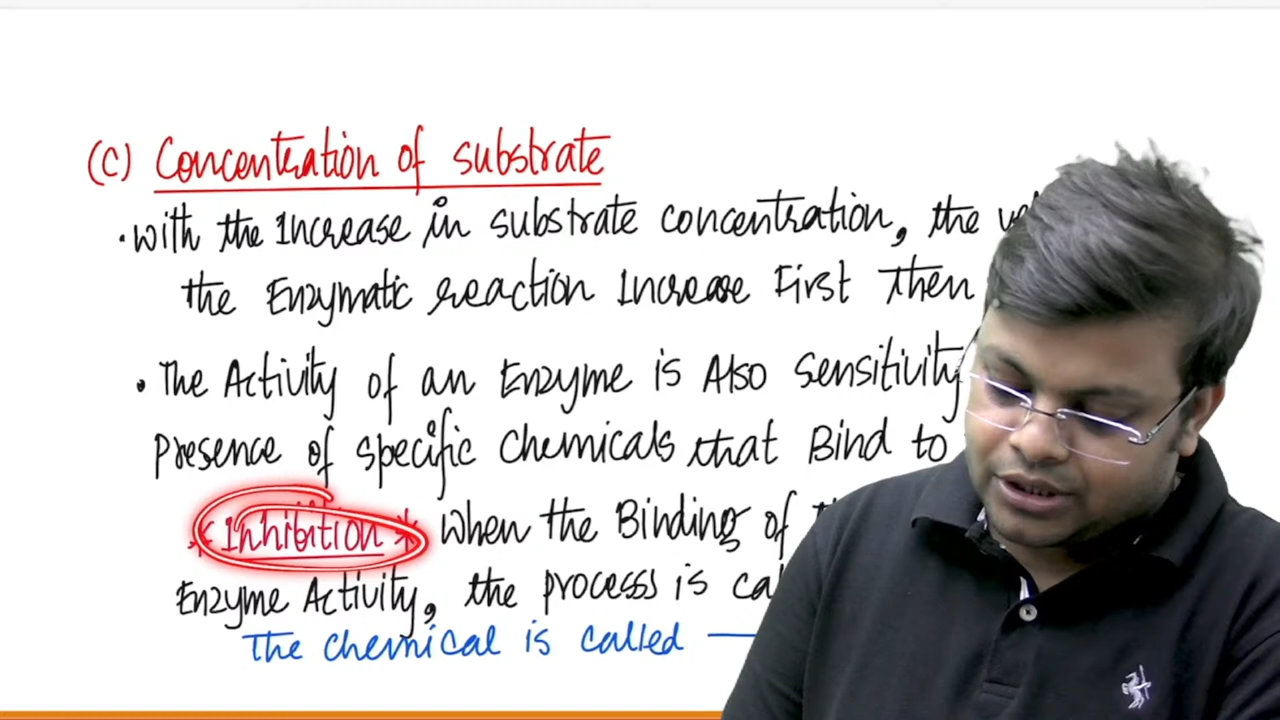 (C) Concentration of substrate
• With the Increase in substrate concentration, the
the Enzymatic reaction Increase First then
• The Activity of an Enzyme is Also Sensitivity
Presence of specific chemicals that Bind to
* Inhibition * when the Binding of
Enzyme Activity, the process is
The chemical is called —